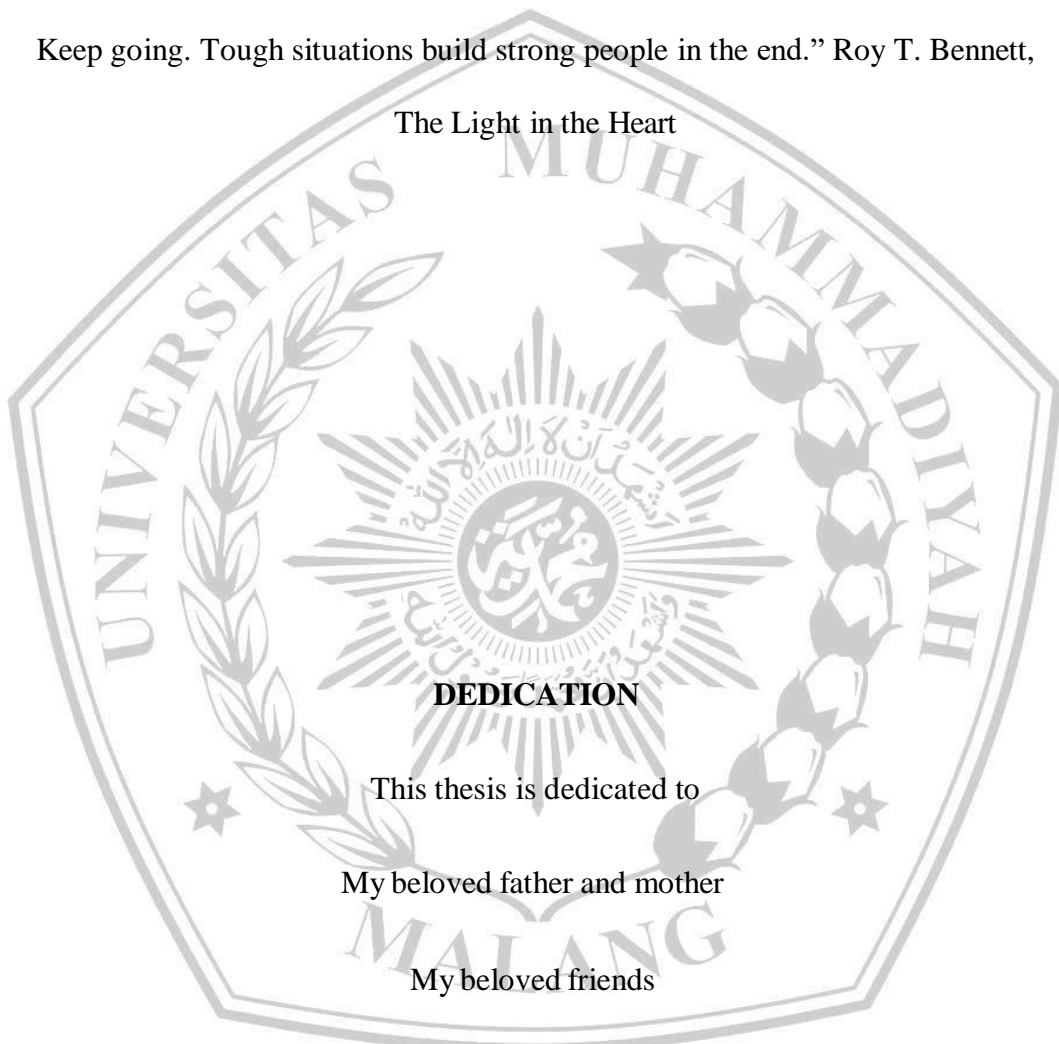 Keep going. Tough situations build strong people in the end.” Roy T. Bennett,
The Light in the Heart
UNIVERSITAS MUHAMMADIYAH
DEDICATION
This thesis is dedicated to
My beloved father and mother
MALANG
My beloved friends